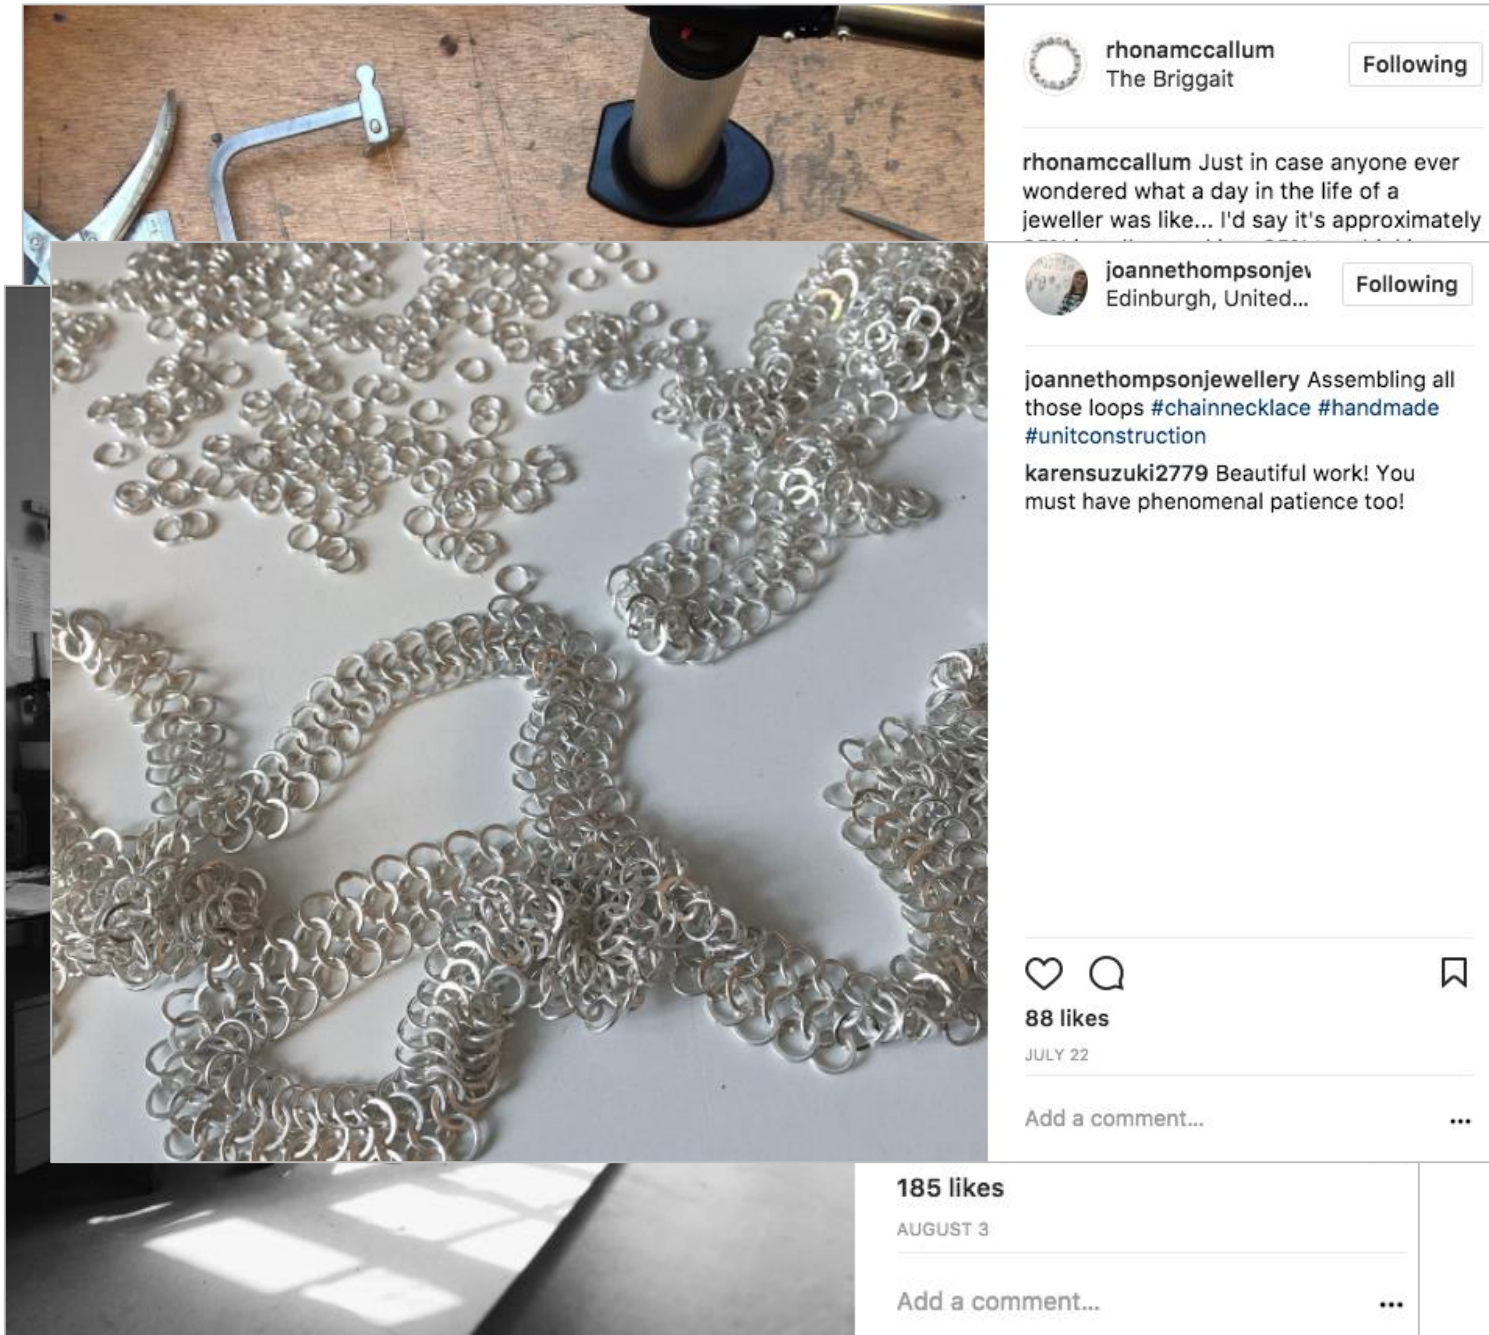 rhonamccallum
The Briggait
Following
rhonamccallum Just in case anyone ever
wondered what a day in the life of a
jeweller was like... I'd say it's approximately
joannethompsonjew
Edinburgh, United...
Following
joannethompsonjewellery Assembling all
those loops #chainnecklace #handmade
#unitconstruction
karensuzuki2779 Beautiful work! You
must have phenomenal patience too!
88 likes
JULY 22
Add a comment...
185 likes
AUGUST 3
Add a comment...